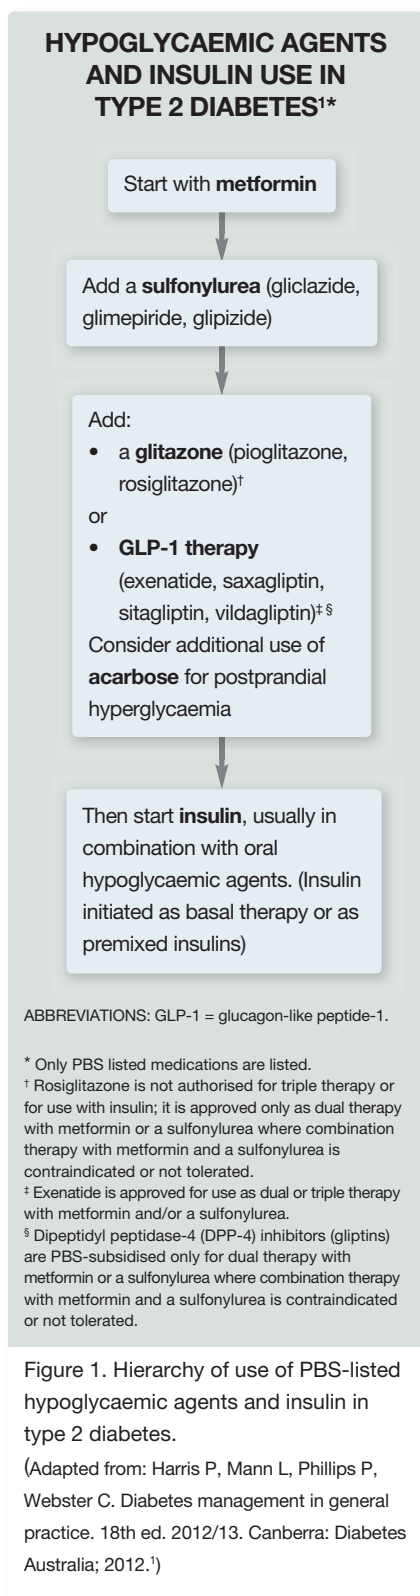 HYPOGLYCAEMIC AGENTS
AND INSULIN USE IN
TYPE 2 DIABETES¹*
Start with metformin
Add a sulfonylurea (gliclazide,
glimepiride, glipizide)
Add:
• a glitazone (pioglitazone,
rosiglitazone)†
or
• GLP-1 therapy
(exenatide, saxagliptin,
sitagliptin, vildagliptin)‡ §
Consider additional use of
acarbose for postprandial
hyperglycaemia
Then start insulin, usually in
combination with oral
hypoglycaemic agents. (Insulin
initiated as basal therapy or as
premixed insulins)
ABBREVIATIONS: GLP-1 = glucagon-like peptide-1.
* Only PBS listed medications are listed.
† Rosiglitazone is not authorised for triple therapy or
for use with insulin; it is approved only as dual therapy
with metformin or a sulfonylurea where combination
therapy with metformin and a sulfonylurea is
contraindicated or not tolerated.
‡ Exenatide is approved for use as dual or triple therapy
with metformin and/or a sulfonylurea.
§ Dipeptidyl peptidase-4 (DPP-4) inhibitors (gliptins)
are PBS-subsidised only for dual therapy with
metformin or a sulfonylurea where combination therapy
with metformin and a sulfonylurea is contraindicated
or not tolerated.
Figure 1. Hierarchy of use of PBS-listed
hypoglycaemic agents and insulin in
type 2 diabetes.
(Adapted from: Harris P, Mann L, Phillips P,
Webster C. Diabetes management in general
practice. 18th ed. 2012/13. Canberra: Diabetes
Australia; 2012.¹)